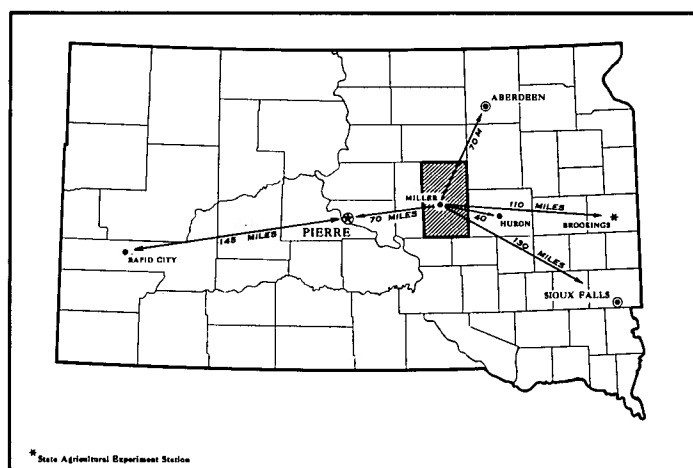 ABERDEEN
70 M
MILLER
70 MILES
110 MILES
40
HURON
BROOKINGS *
PIERRE
145 MILES
RAPID CITY
130 MILES
SIOUX FALLS
* State Agricultural Experiment Station